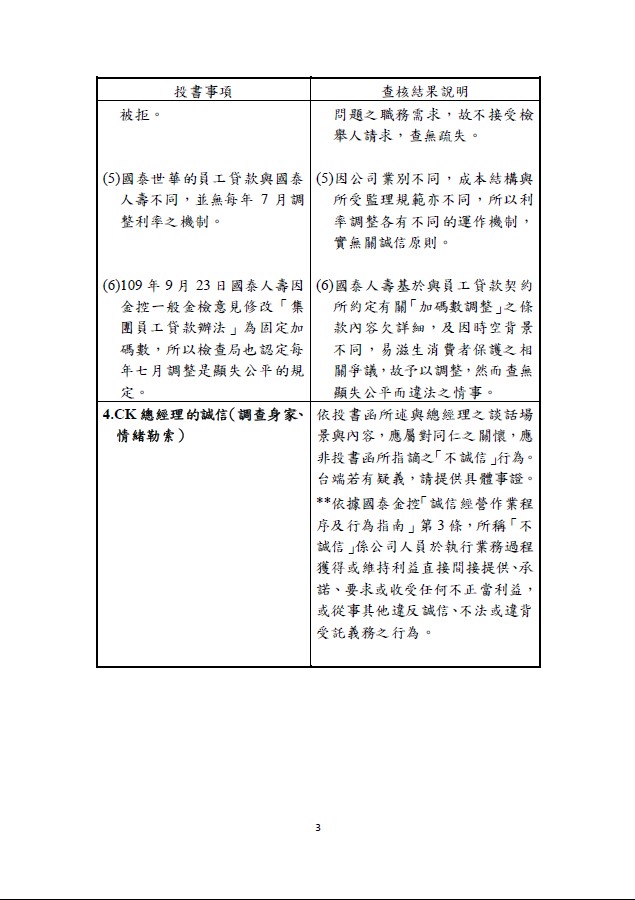 投書事項
查核結果說明
被拒。
問題之職務需求，故不接受檢
舉人請求，查無疏失。
(5)國泰世華的員工貸款與國泰
人壽不同，並無每年 7 月調
整利率之機制。
(5)因公司業別不同，成本結構與
所受監理規範亦不同，所以利
率調整各有不同的運作機制，
實無關誠信原則。
(6)109 年 9 月 23 日國泰人壽因
金控一般金檢意見修改「集
團員工貸款辦法」為固定加
碼數，所以檢查局也認定每
年七月調整是顯失公平的規
定。
(6)國泰人壽基於與員工貸款契約
所約定有關「加碼數調整」之條
款內容欠詳細，及因時空背景
不同，易滋生消費者保護之相
關爭議，故予以調整，然而查無
顯失公平而違法之情事。
4.CK 總經理的誠信(調查身家、
情緒勒索)
依投書函所述與總經理之談話場
景與內容，應屬對同仁之關懷，應
非投書函所指謫之「不誠信」行為。
台端若有疑義，請提供具體事證。
**依據國泰金控「誠信經營作業程
序及行為指南」第 3 條，所稱「不
誠信」係公司人員於執行業務過程
獲得或維持利益直接間接提供、承
諾、要求或收受任何不正當利益，
或從事其他違反誠信、不法或違背
受託義務之行為。
3